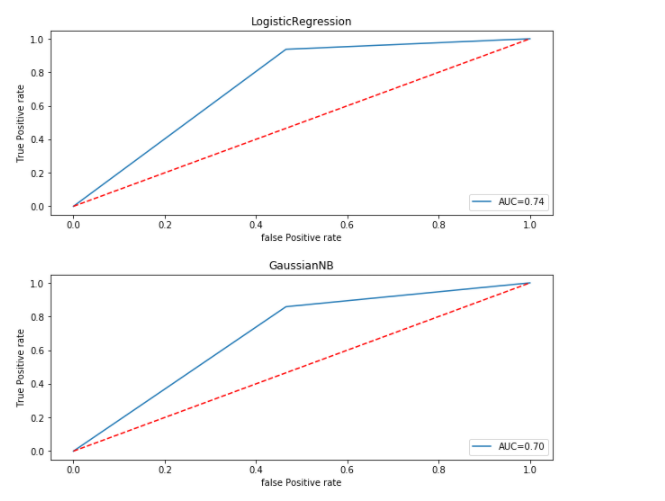 LogisticRegression
1.0
0.8
0.6
0.4
0.2
0.0
True Positive rate
AUC=0.74
0.0 0.2 0.4 0.6 0.8 1.0
false Positive rate
GaussianNB
1.0
0.8
0.6
0.4
0.2
0.0
True Positive rate
AUC=0.70
0.0 0.2 0.4 0.6 0.8 1.0
false Positive rate